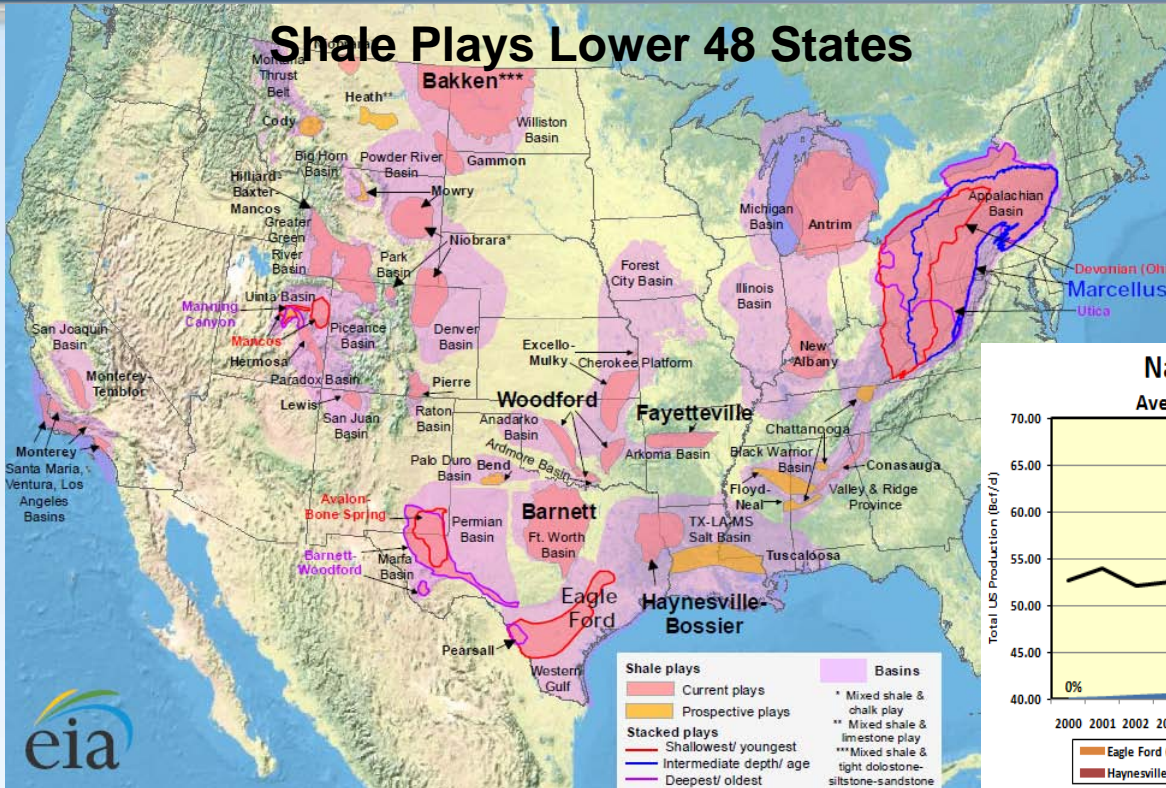 Shale Plays Lower 48 States
Montana
Thrust
Belt
Cody
Heath**
Bakken***
Williston
Basin
Big Horn
Basin
Powder River
Basin
Gammon
Hilliard-
Baxter-
Mancos
Mowry
Greater
Green
River
Basin
Niobrara*
Park
Basin
Uinta Basin
Manning
Canyon
Mancos
Piceance
Basin
Denver
Basin
Hermosa
San Joaquin
Basin
Monterey-
Temblor
Paradox Basin
Lewis
San Juan
Basin
Pierre
Raton
Basin
Monterey
Santa Maria,
Ventura, Los
Angeles
Basins
Michigan
Basin
Antrim
Appalachian
Basin
Devonian (Oh
Marcellus
Utica
Forest
City Basin
Illinois
Basin
Excello-
Mulky
Cherokee Platform
New
Albany
Woodford
Anadarko
Basin
Fayetteville
Ardmore Basin
Arkoma Basin
Chattanooga
Black Warrior
Basin
Conasauga
Floyd-
Neal
Valley & Ridge
Province
Palo Duro
Basin
Bend
Avalon-
Bone Spring
Permian
Basin
Barnett
Ft. Worth
Basin
TX-LA-MS
Salt Basin
Tuscaloosa
Barnett-
Woodford
Marfa
Basin
Eagle
Ford
Haynesville-
Bossier
Pearsall
Western
Gulf
eia
Shale plays
Current plays
Prospective plays
Stacked plays
Shallowest/ youngest
Intermediate depth/ age
Deepest/ oldest
Basins
* Mixed shale &
chalk play
** Mixed shale &
limestone play
***Mixed shale &
tight dolostone-
siltstone-sandstone
Na
Ave
Total US Production (Bcf/d)
70.00
65.00
60.00
55.00
50.00
45.00
40.00
0%
2000 2001 2002 20
Eagle Ford
Haynesville